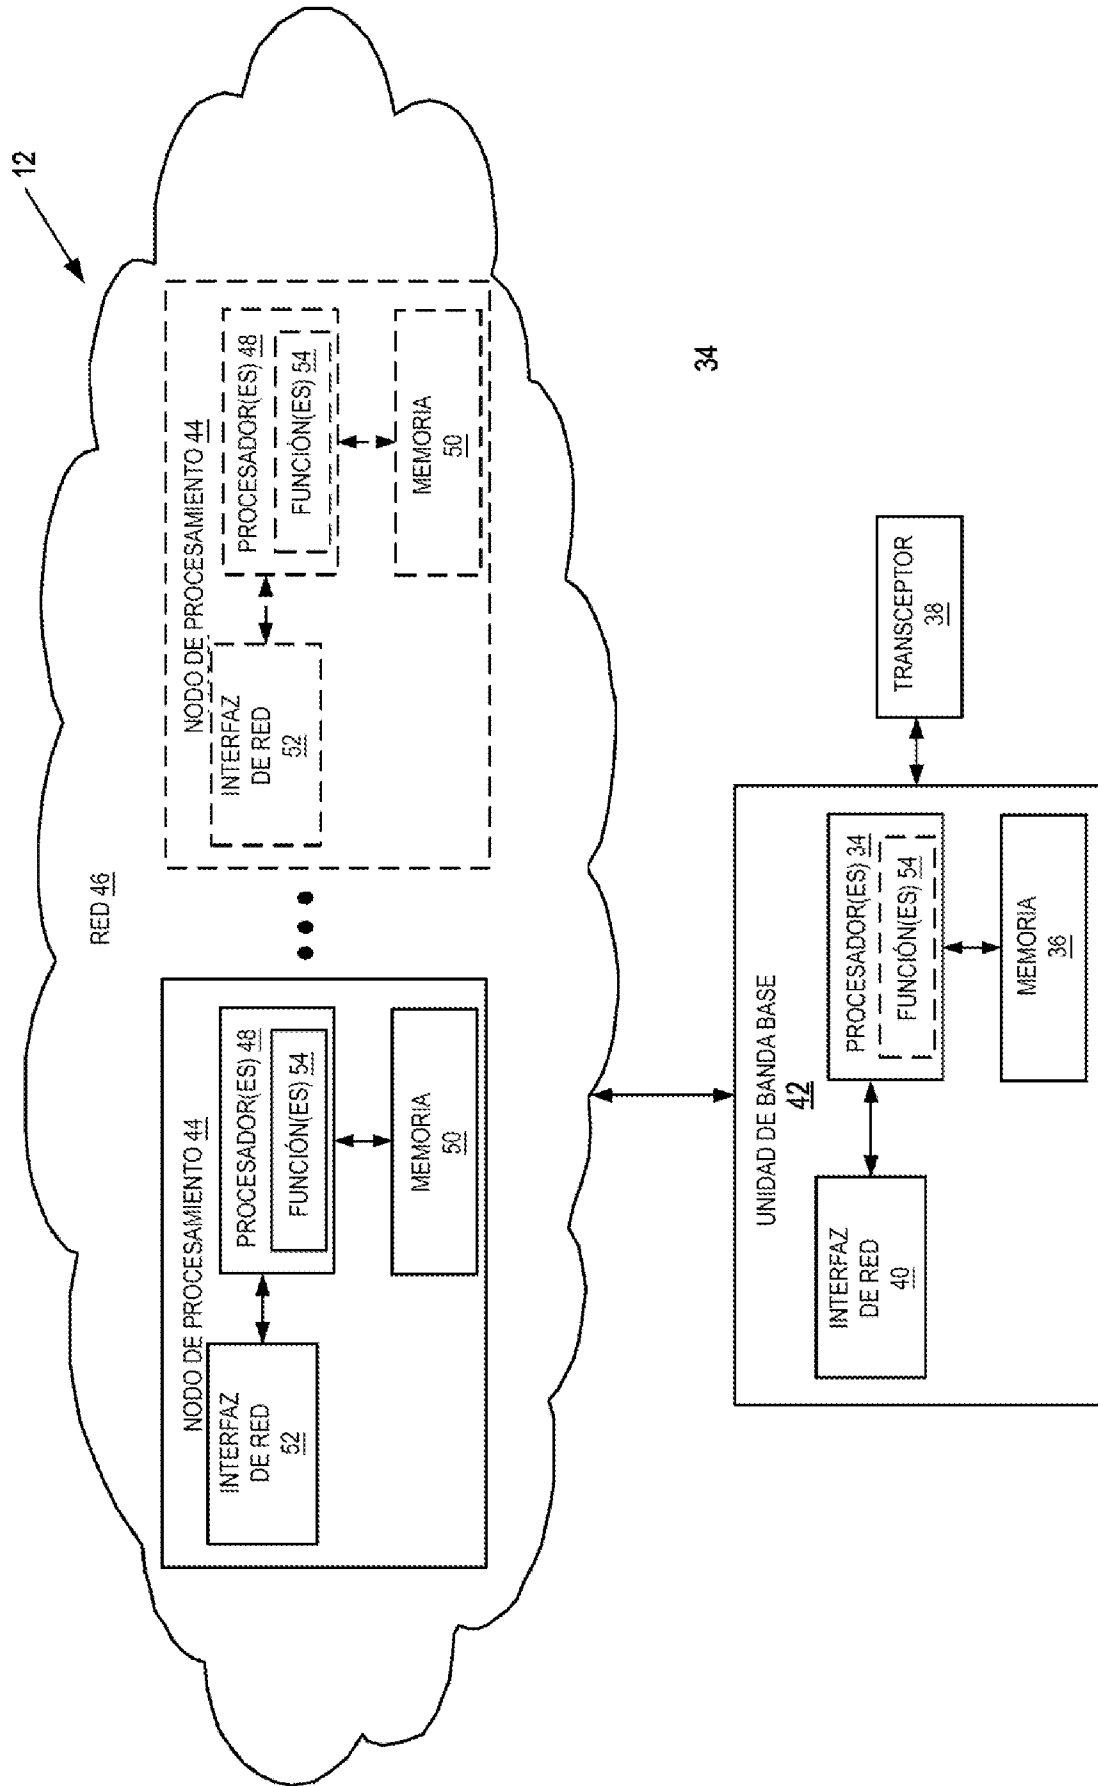 12
RED 46
NODO DE PROCESAMIENTO 44
PROCESADOR(ES) 48
FUNCIÓN(ES) 54
INTERFAZ
DE RED
52
MEMORIA
50
NODO DE PROCESAMIENTO 44
PROCESADOR(ES) 48
FUNCIÓN(ES) 54
INTERFAZ
DE RED
52
MEMORIA
50
34
UNIDAD DE BANDA BASE
42
PROCESADOR(ES) 34
FUNCIÓN(ES) 54
INTERFAZ
DE RED
40
MEMORIA
36
TRANSCEPTOR
38